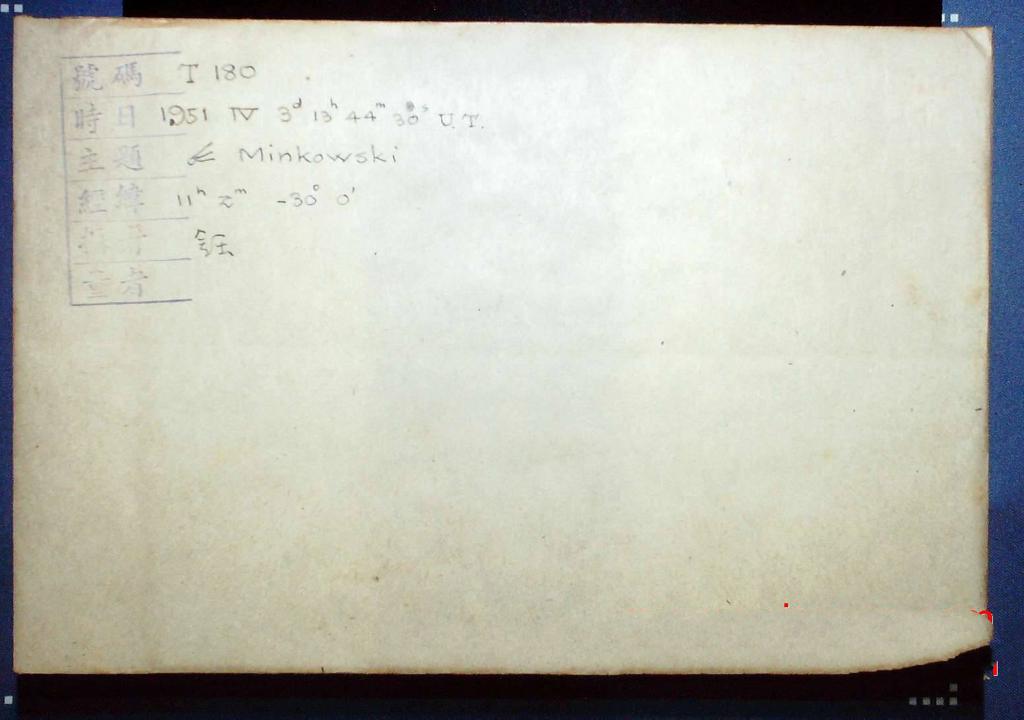 號碼 T 180
時日 1951 IV 3d 13h 44m 30s U.T.
主題 Minkowski
經緯 11h 2m -30° 0'
鈺